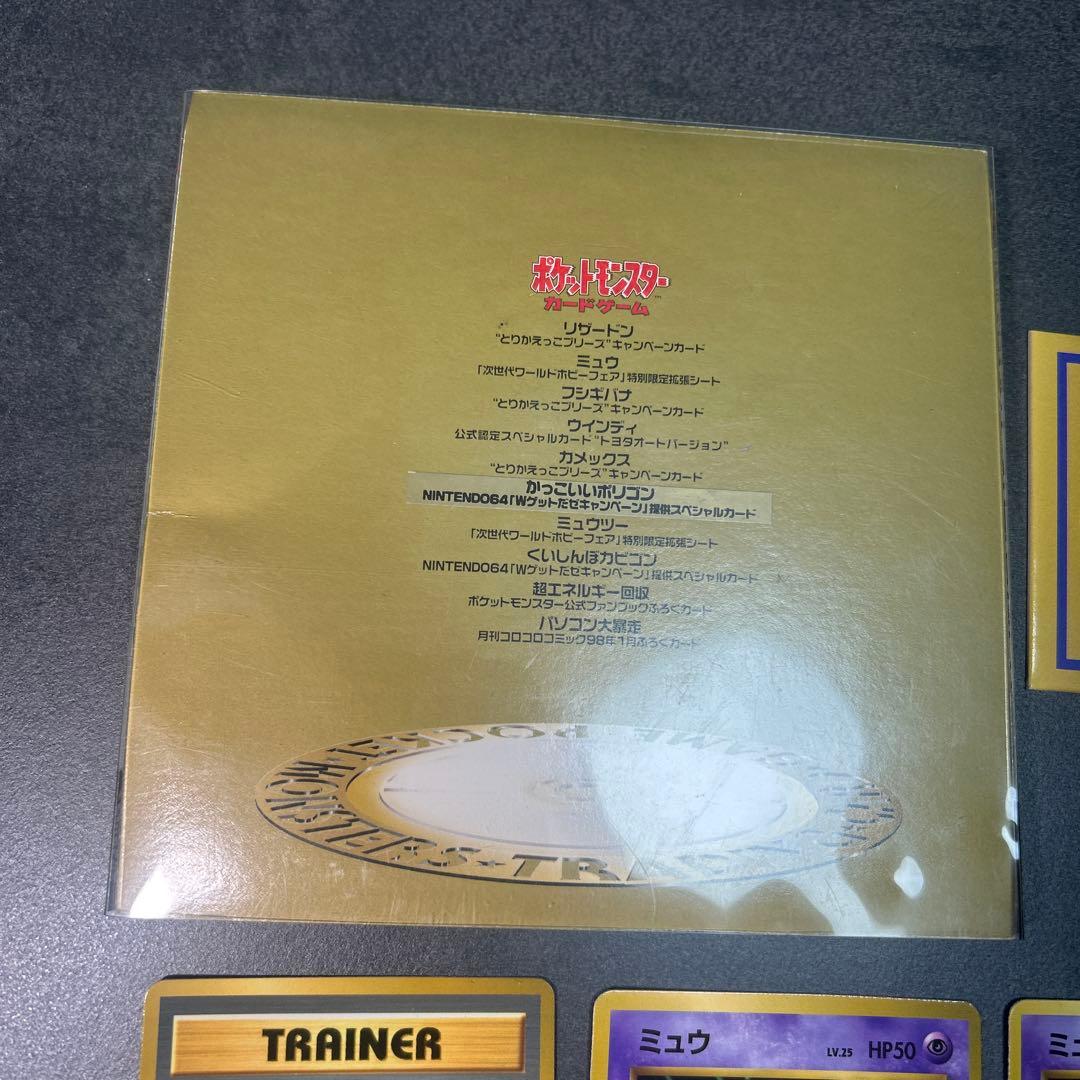 ポケットモンスター
カードゲーム
リザードン
"とりかえっこプリーズ"キャンペーンカード
ミュウ
「次世代ワールドホビーフェア」特別限定拡張シート
フシギバナ
"とりかえっこプリーズ"キャンペーンカード
ウインディ
公式認定スペシャルカード"トヨタオートバージョン"
カメックス
"とりかえっこプリーズ"キャンペーンカード
かっこいいポリゴン
NINTENDO64「Wゲットだゼキャンペーン」提供スペシャルカード
ミュウツー
「次世代ワールドホビーフェア」特別限定拡張シート
くいしんぼカビゴン
NINTENDO64「Wゲットだゼキャンペーン」提供スペシャルカード
超エネルギー回収
ポケットモンスター公式ファンブックふろくカード
パソコン大暴走
月刊コロコロコミック98年1月ふろくカード
POCKET MONSTERS★TRADING CARD GAME
TRAINER
ミュウ LV.25 HP50
ミュ